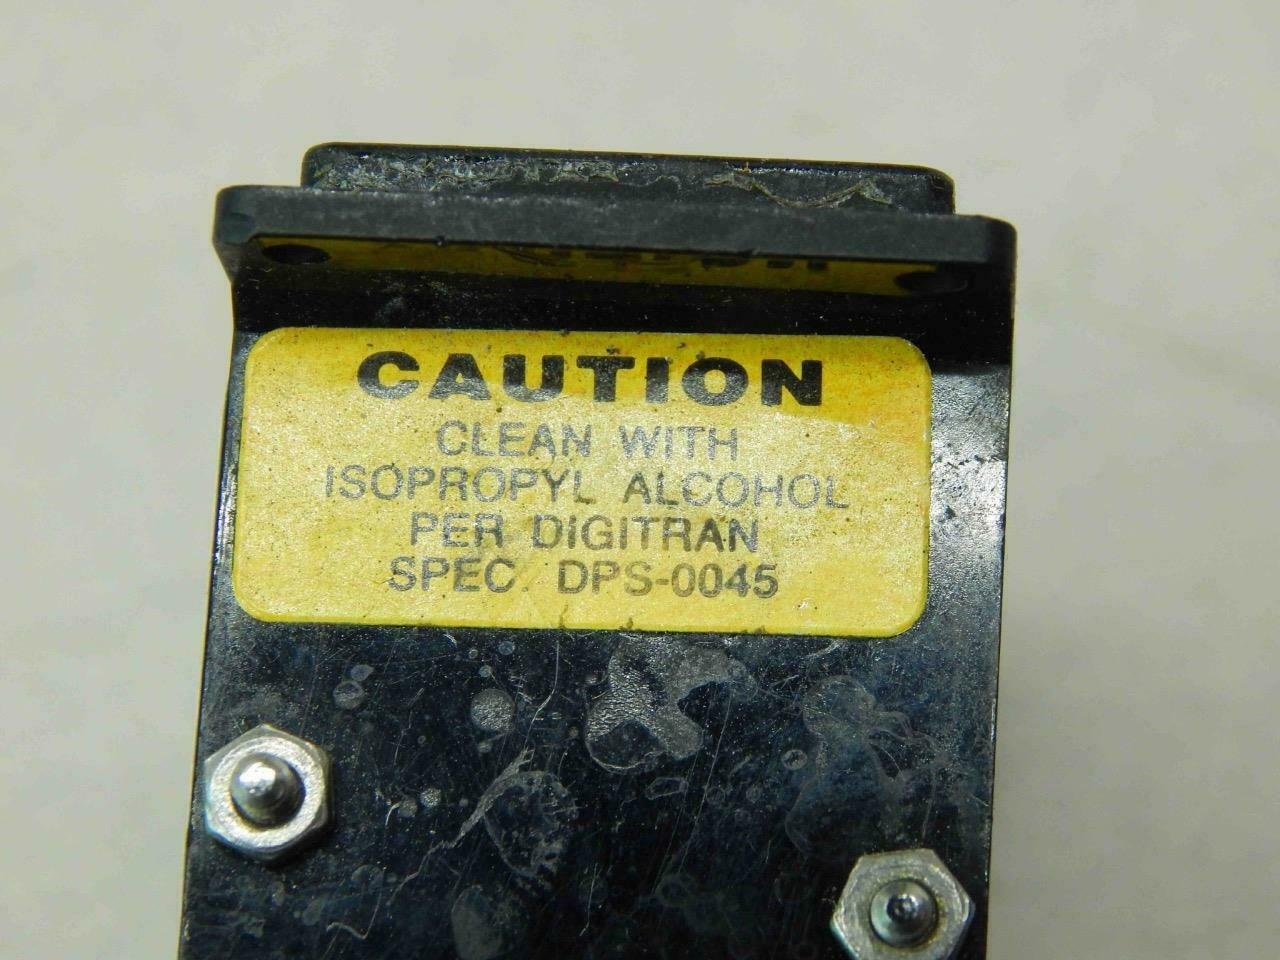 CAUTION
CLEAN WITH
ISOPROPYL ALCOHOL
PER DIGITRAN
SPEC. DPS-0045